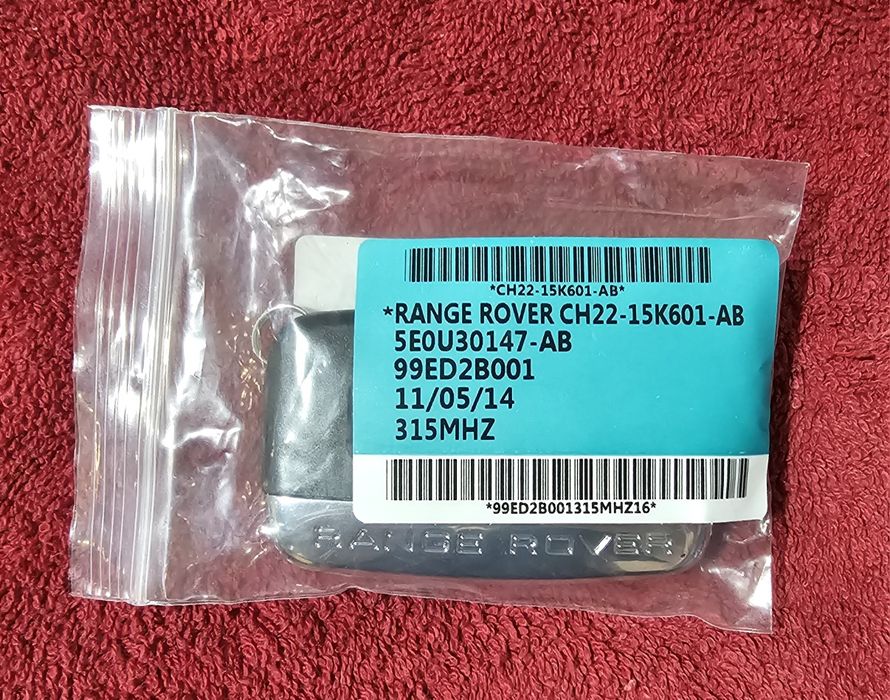 *CH22-15K601-AB*
*RANGE ROVER CH22-15K601-AB
5E0U30147-AB
99ED2B001
11/05/14
315MHZ
*99ED2B001315MHZ16*
RANGE ROVER